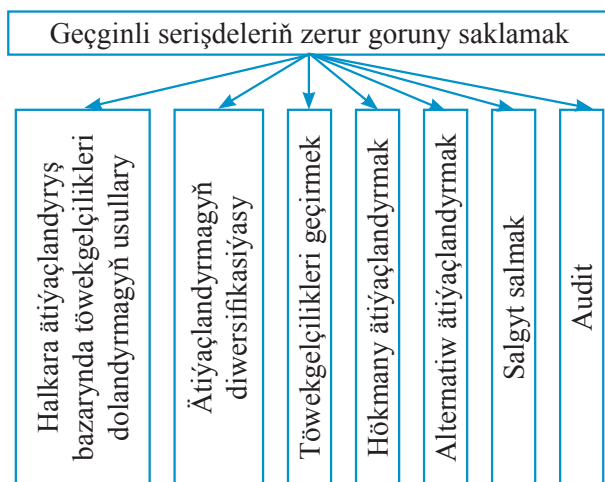 Geçginli serişdeleriň zerur goruny saklamak
Halkara ätiýaçlandyryş
bazarynda töwekgelçilikleri
dolandyrmagyň usullary
Ätiýaçlandyrmagyň
diwersifikasiýasy
Töwekgelçilikleri geçirmek
Hökmany ätiýaçlandyrmak
Alternatiw ätiýaçlandyrmak
Salgyt salmak
Audit